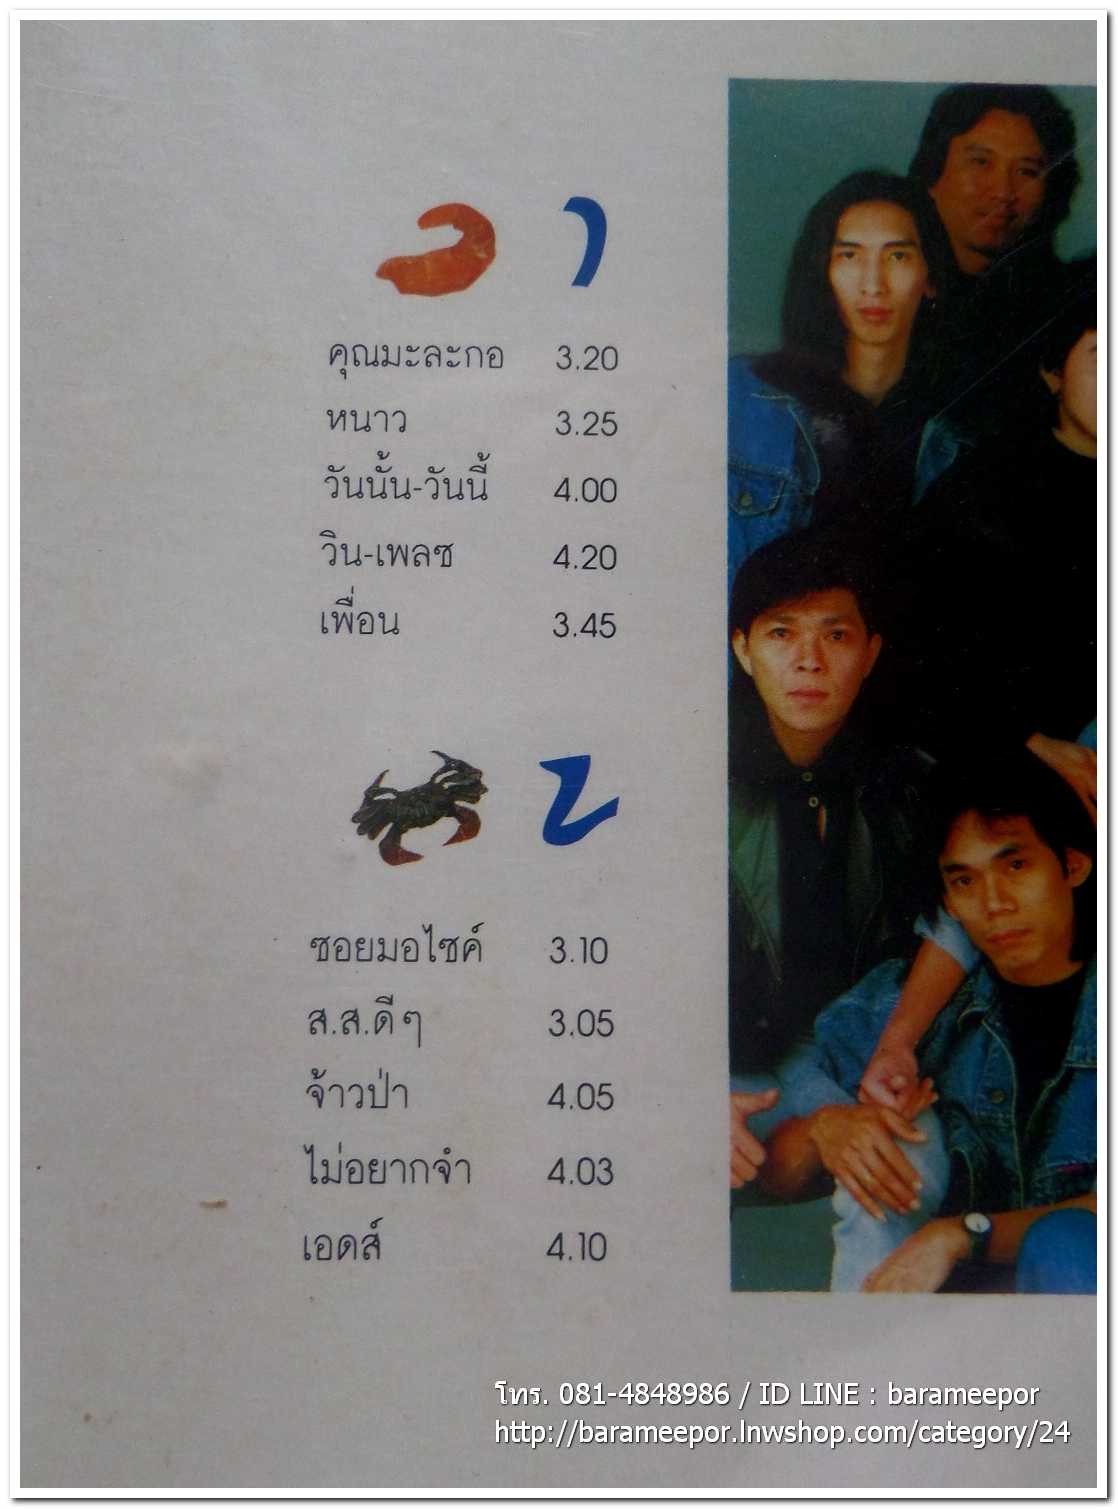 1
คุณมะละกอ 3.20
หนาว 3.25
วันนั้น-วันนี้ 4.00
วิน-เพลซ 4.20
เพื่อน 3.45
2
ซอยมอไซค์ 3.10
ส.ส.ดีๆ 3.05
จ้าวป่า 4.05
ไม่อยากจำ 4.03
เอดส์ 4.10
โทร. 081-4848986 / ID LINE : barameepor
http://barameepor.lnwshop.com/category/24